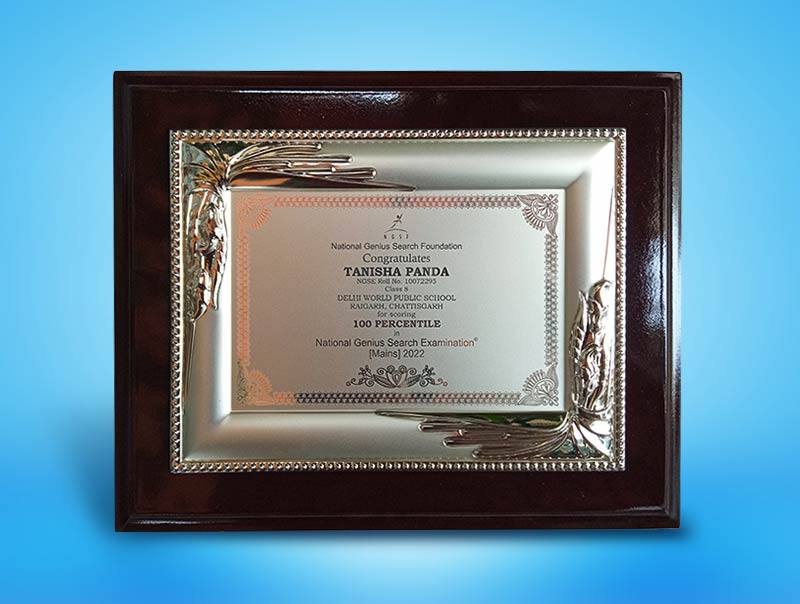 NGSF
National Genius Search Foundation
Congratulates
TANISHA PANDA
NGSE Roll No. 10072295
Class 8
DELHI WORLD PUBLIC SCHOOL
RAIGARH, CHATTISGARH
for scoring
100 PERCENTILE
in
National Genius Search Examination®
[Mains] 2022